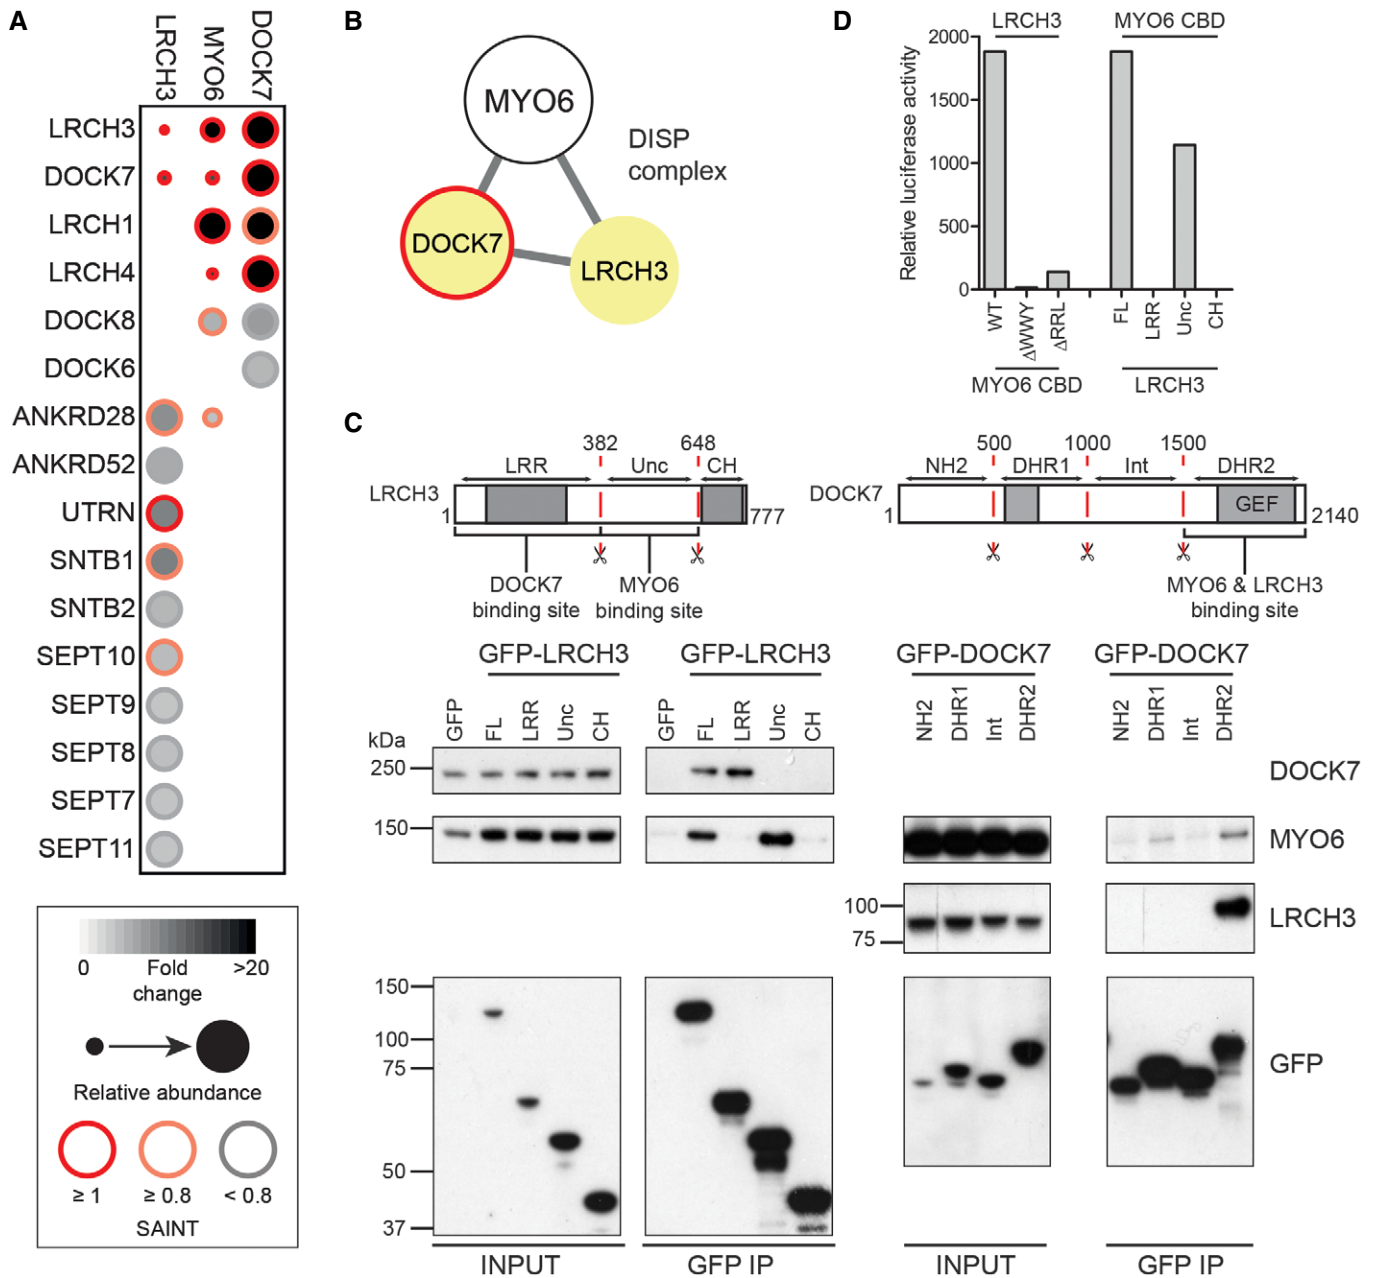 A
LRCH3
MYO6
DOCK7
LRCH3
DOCK7
LRCH1
LRCH4
DOCK8
DOCK6
ANKRD28
ANKRD52
UTRN
SNTB1
SNTB2
SEPT10
SEPT9
SEPT8
SEPT7
SEPT11
0 Fold >20
change
Relative abundance
≥ 1 ≥ 0.8 < 0.8
SAINT
B
MYO6
DISP
complex
DOCK7
LRCH3
D
LRCH3 MYO6 CBD
Relative luciferase activity
2000
1500
1000
500
0
WT
ΔWWY
ΔRRL
FL
LRR
Unc
CH
MYO6 CBD LRCH3
C
382 648
LRR Unc CH
LRCH3
1 777
DOCK7
binding site
MYO6
binding site
500 1000 1500
NH2 DHR1 Int DHR2
DOCK7
GEF
1 2140
MYO6 & LRCH3
binding site
GFP-LRCH3 GFP-LRCH3 GFP-DOCK7 GFP-DOCK7
GFP FL LRR Unc CH
GFP FL LRR Unc CH
NH2 DHR1 Int DHR2
NH2 DHR1 Int DHR2
kDa
250
DOCK7
150
MYO6
100
75
LRCH3
150
100
75
50
37
GFP
INPUT GFP IP INPUT GFP IP